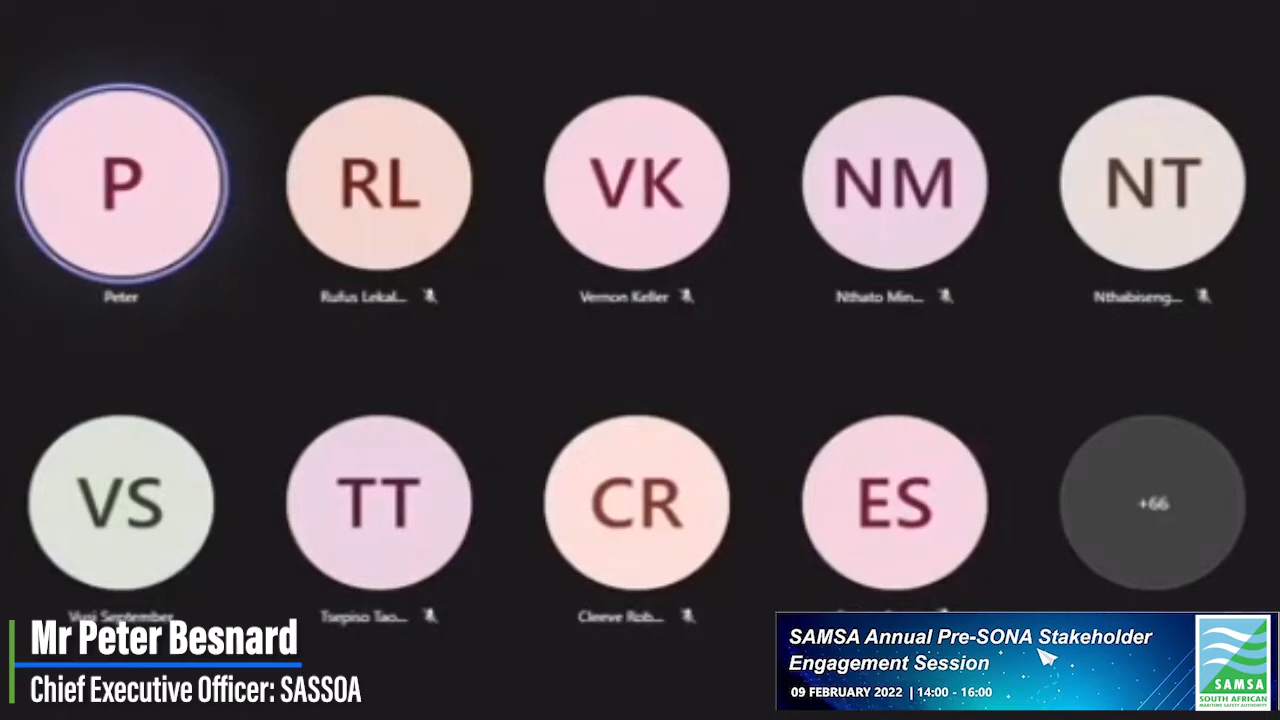 P
RL
VK
NM
NT
Peter
Rufus Lekal...
Vernon Keller
Nthato Min...
Nthabiseng...
VS
TT
CR
ES
+66
Vusi September
Tsepiso Tao...
Cleeve Rob...
Mr Peter Besnard
Chief Executive Officer: SASSOA
SAMSA Annual Pre-SONA Stakeholder
Engagement Session
09 FEBRUARY 2022 | 14:00 - 16:00
SAMSA
SOUTH AFRICAN
MARITIME SAFETY AUTHORITY